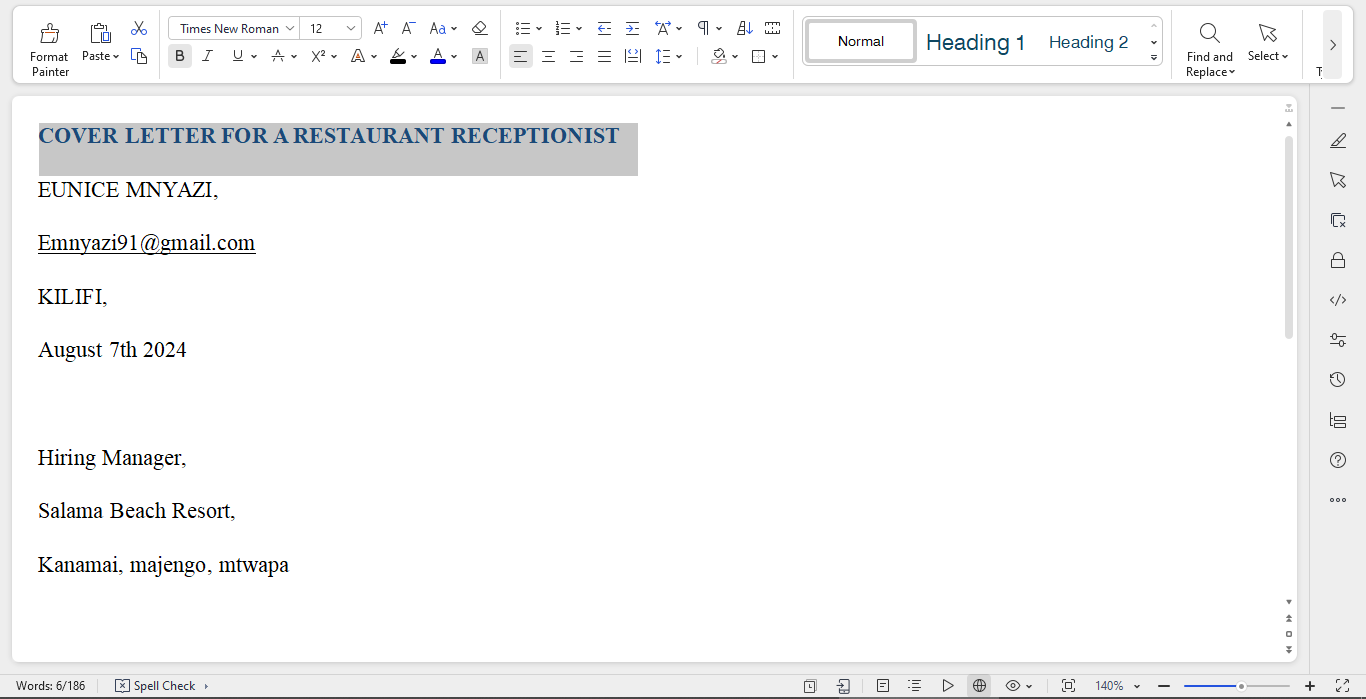 Format Painter
Paste
Times New Roman
12
A+
A-
Aa
B
I
U
A
X²
A
A
A
Normal
Heading 1
Heading 2
Find and Replace
Select
COVER LETTER FOR A RESTAURANT RECEPTIONIST
EUNICE MNYAZI,
Emnyazi91@gmail.com
KILIFI,
August 7th 2024
Hiring Manager,
Salama Beach Resort,
Kanamai, majengo, mtwapa
Words: 6/186
Spell Check
140%